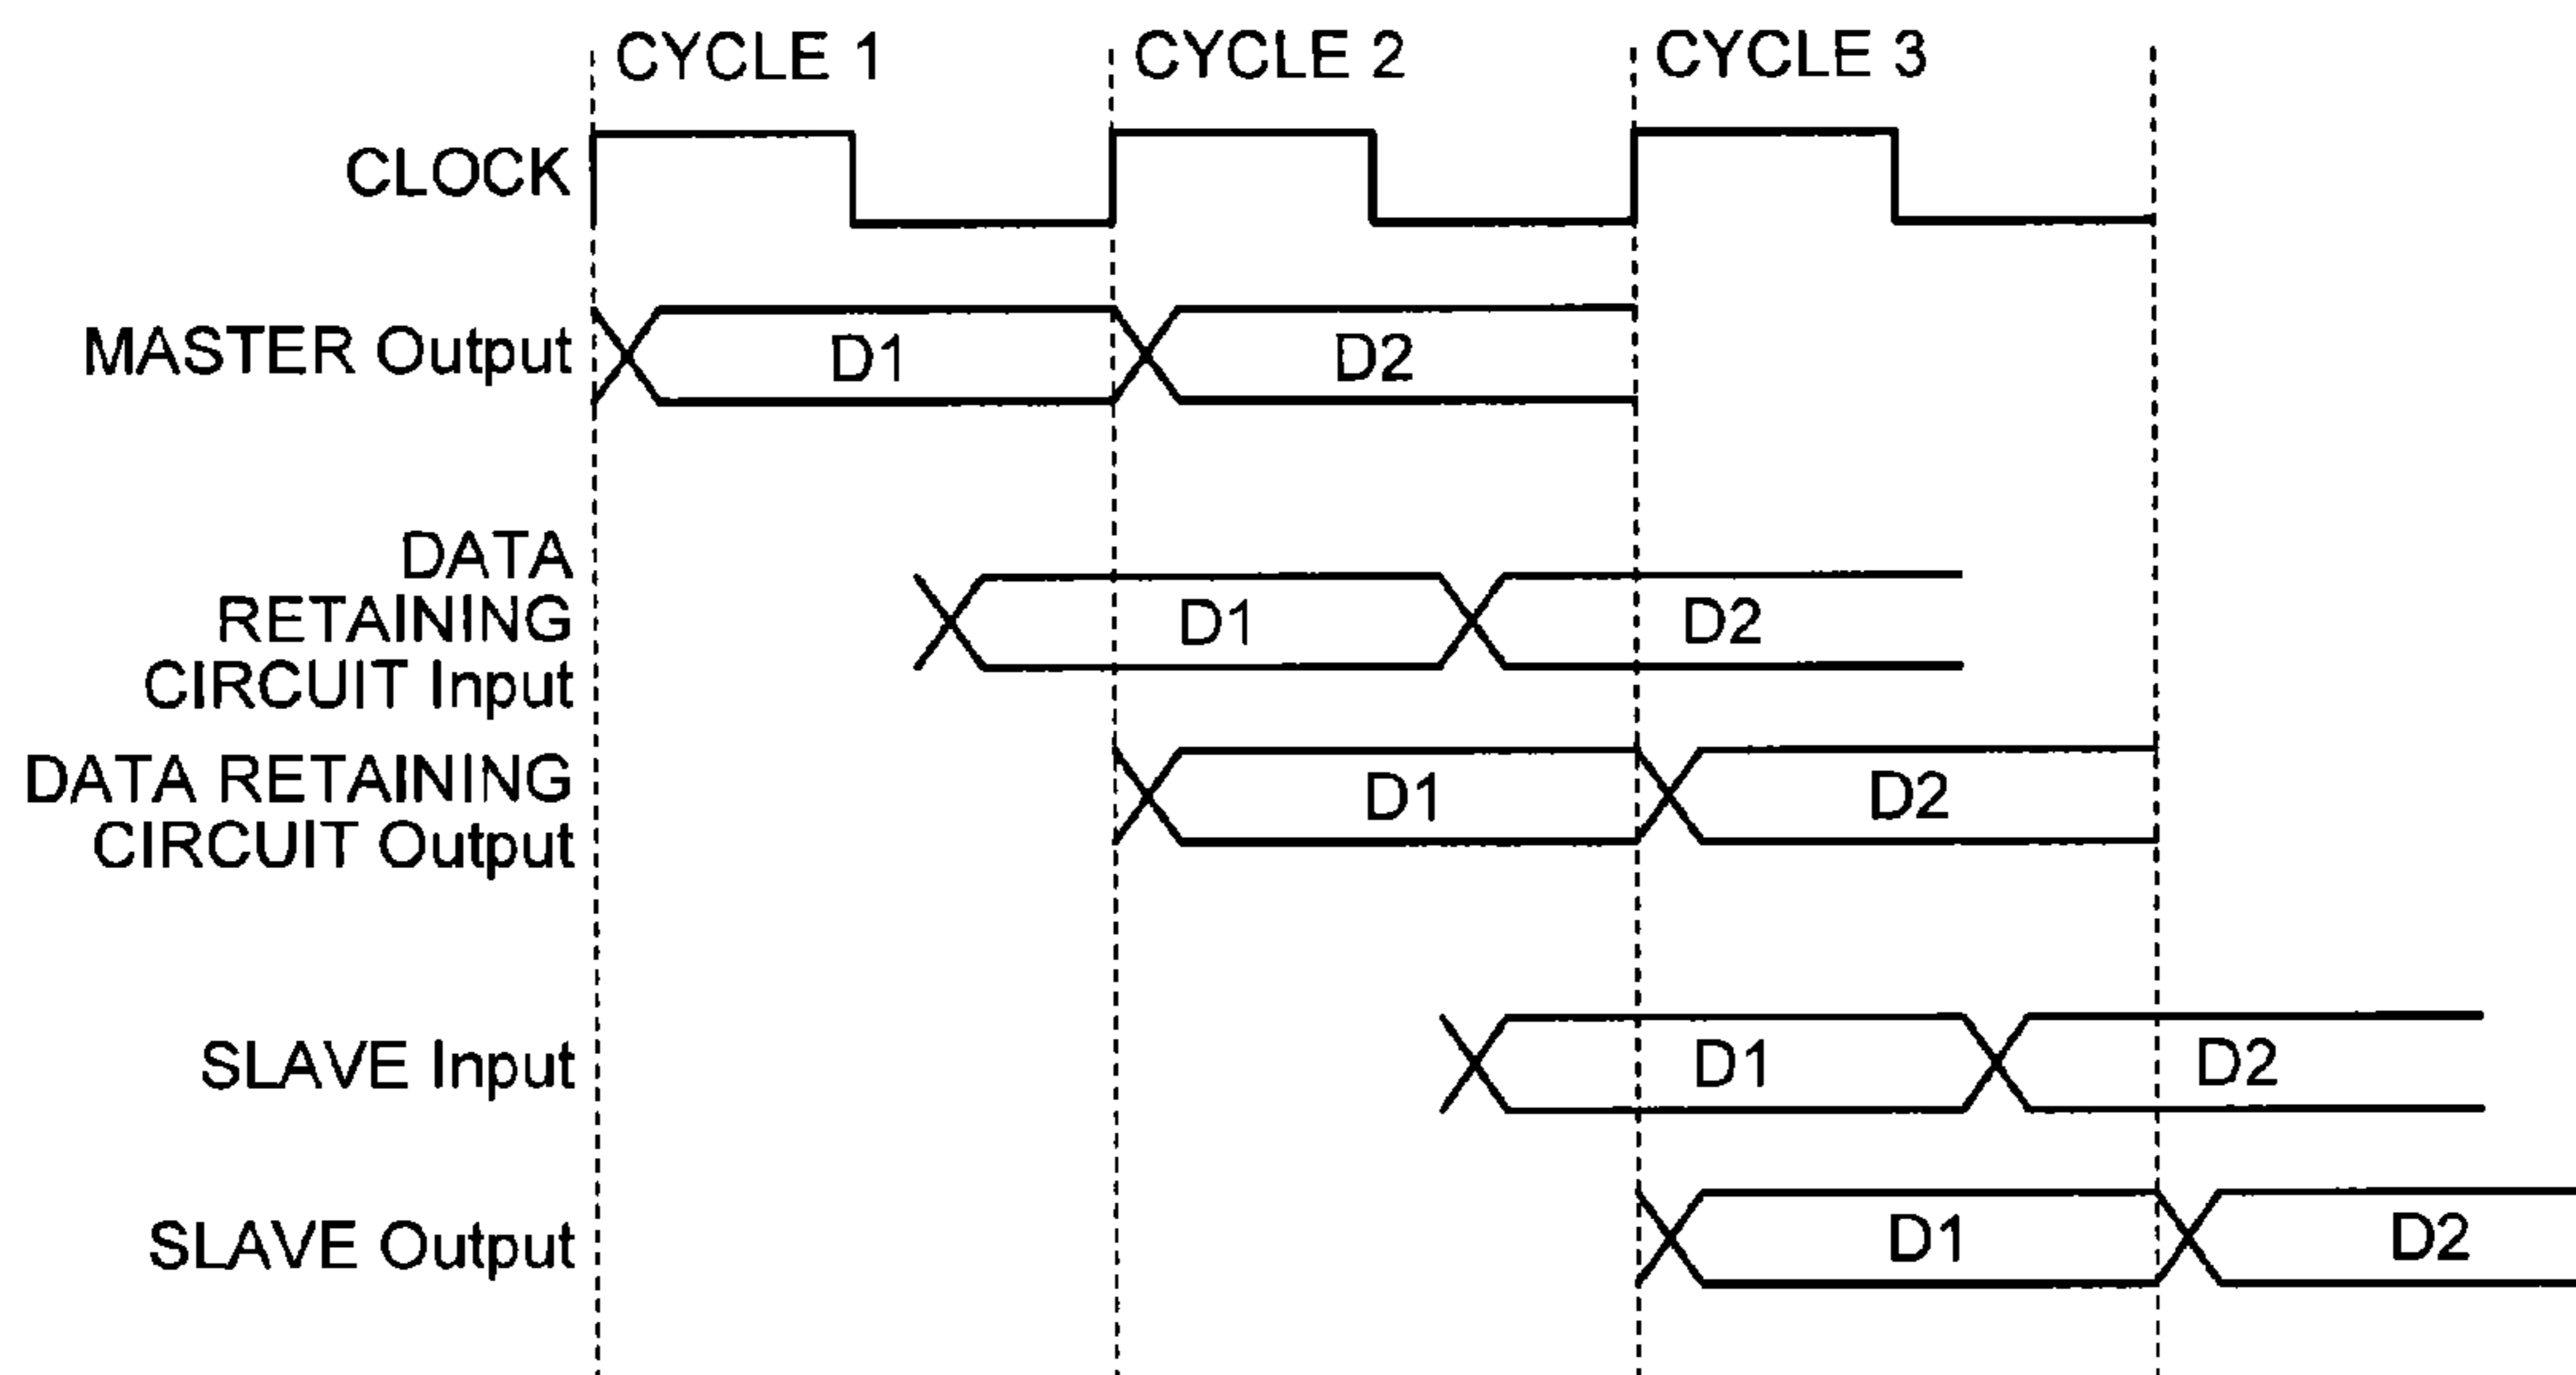 CYCLE 1
CYCLE 2
CYCLE 3
CLOCK
MASTER Output
D1
D2
DATA
RETAINING
CIRCUIT Input
D1
D2
DATA RETAINING
CIRCUIT Output
D1
D2
SLAVE Input
D1
D2
SLAVE Output
D1
D2